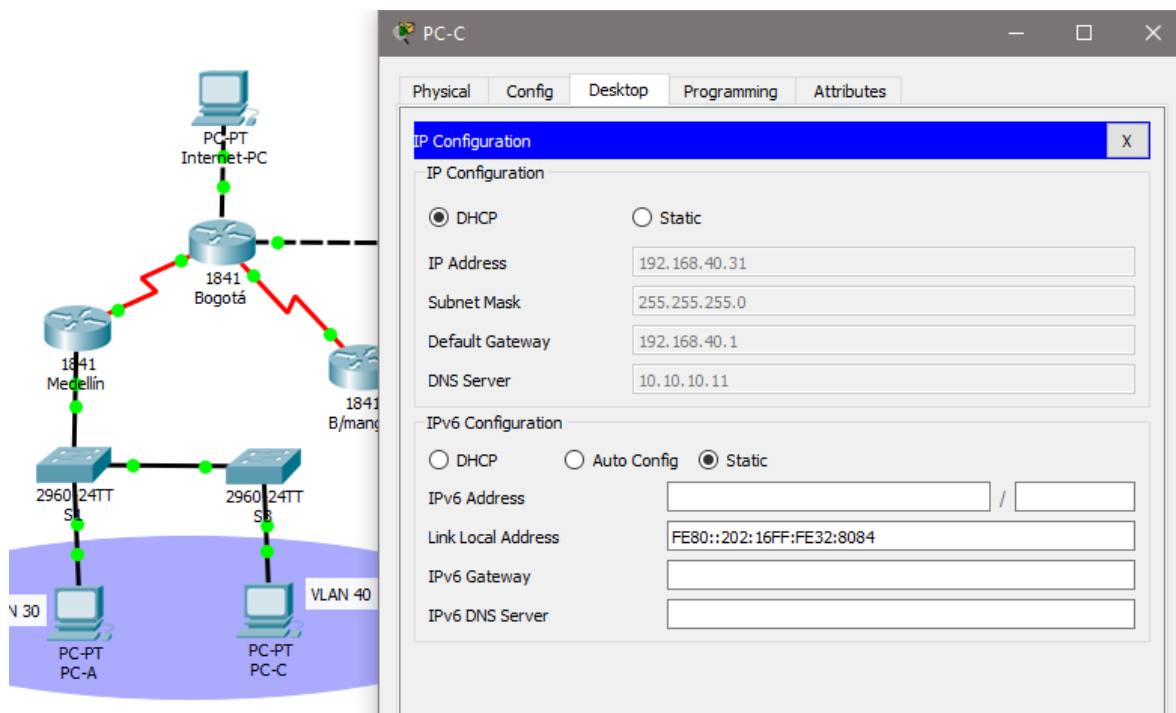 PC-C
Physical
Config
Desktop
Programming
Attributes
IP Configuration
X
IP Configuration
DHCP
Static
IP Address
192.168.40.31
Subnet Mask
255.255.255.0
Default Gateway
192.168.40.1
DNS Server
10.10.10.11
IPv6 Configuration
DHCP
Auto Config
Static
IPv6 Address
/
Link Local Address
FE80::202:16FF:FE32:8084
IPv6 Gateway
IPv6 DNS Server
PC-PT
Internet-PC
1841
Bogotá
1841
Medellín
1841
B/mang
2960-24TT
S1
2960-24TT
S3
N 30
VLAN 40
PC-PT
PC-A
PC-PT
PC-C